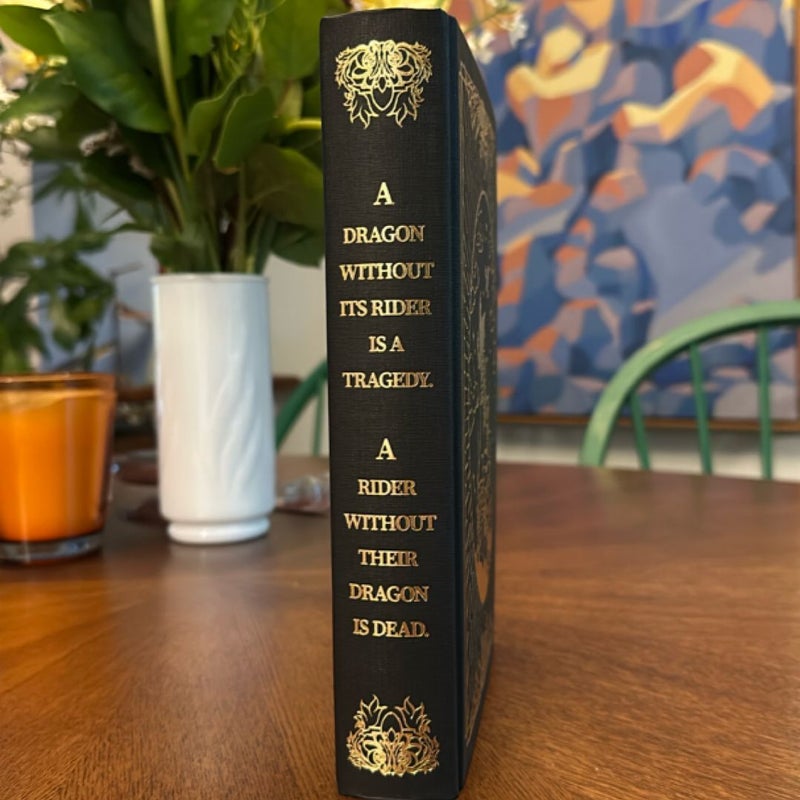 A
DRAGON
WITHOUT
ITS RIDER
IS A
TRAGEDY.
A
RIDER
WITHOUT
THEIR
DRAGON
IS DEAD.